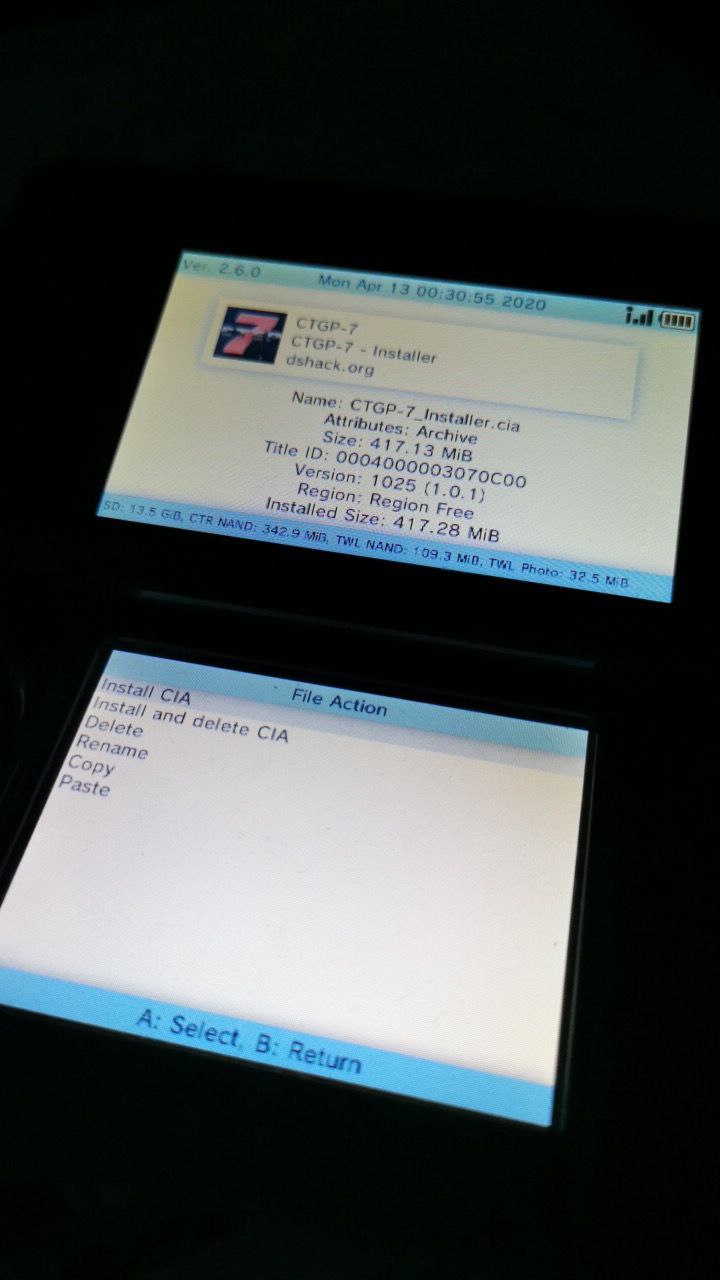 Ver. 2.6.0 Mon Apr 13 00:30:55 2020
7
CTGP-7
CTGP-7 - Installer
dshack.org
Name: CTGP-7_Installer.cia
Attributes: Archive
Size: 417.13 MiB
Title ID: 0004000003070C00
Version: 1025 (1.0.1)
Region: Region Free
Installed Size: 417.28 MiB
SD: 13.5 GiB, CTR NAND: 342.9 MiB, TWL NAND: 109.3 MiB, TWL Photo: 32.5 MiB
File Action
Install CIA
Install and delete CIA
Delete
Rename
Copy
Paste
A: Select, B: Return